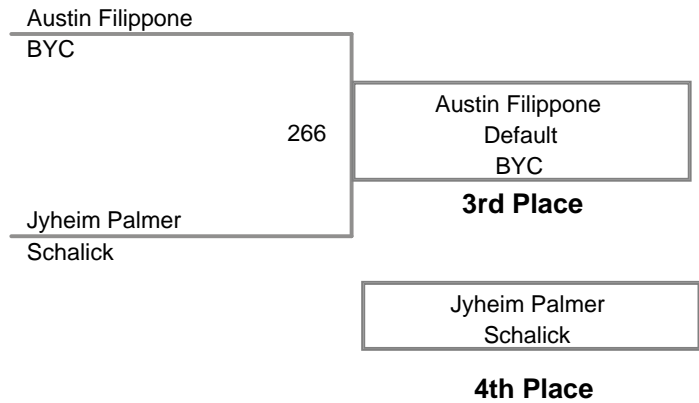 Austin Filippone
BYC
266
Austin Filippone
Default
BYC
3rd Place
Jyheim Palmer
Schalick
Jyheim Palmer
Schalick
4th Place